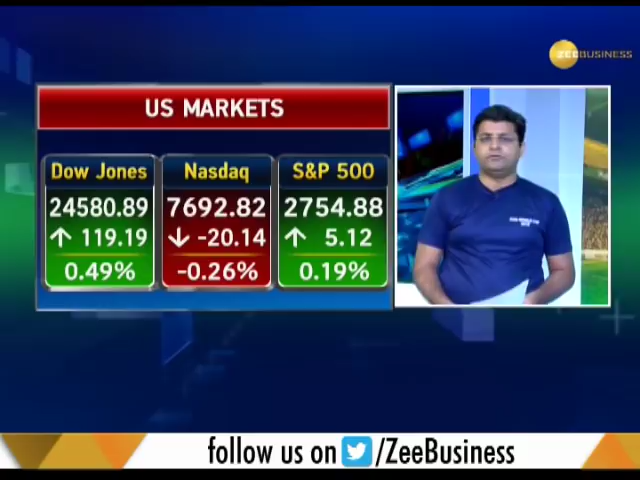 ZEEBUSINESS
US MARKETS
Dow Jones
24580.89
↑ 119.19
0.49%
Nasdaq
7692.82
↓ -20.14
-0.26%
S&P 500
2754.88
↑ 5.12
0.19%
follow us on /ZeeBusiness